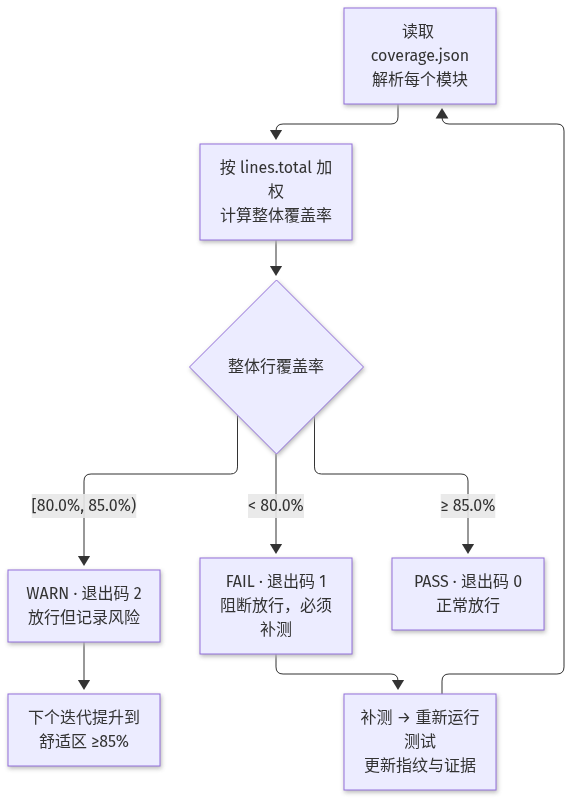 读取
coverage.json
解析每个模块
按 lines.total 加
权
计算整体覆盖率
整体行覆盖率
[80.0%, 85.0%)
< 80.0%
≥ 85.0%
WARN · 退出码 2
放行但记录风险
FAIL · 退出码 1
阻断放行，必须
补测
PASS · 退出码 0
正常放行
下个迭代提升到
舒适区 ≥85%
补测 → 重新运行
测试
更新指纹与证据